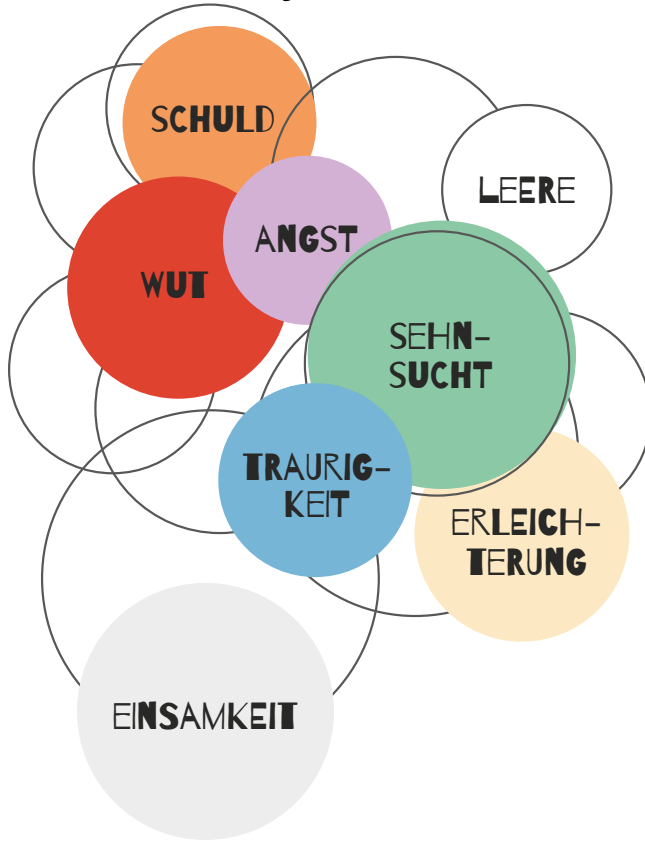 SCHULD
LEERE
ANGST
WUT
SEHN-
SUCHT
TRAURIG-
KEIT
ERLEICH-
TERUNG
EINSAMKEIT